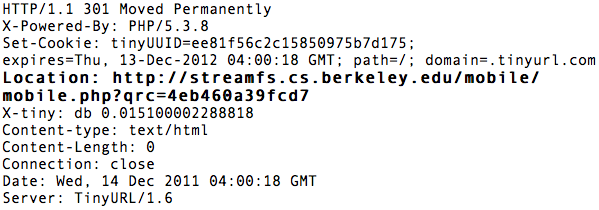 HTTP/1.1 301 Moved Permanently
X-Powered-By: PHP/5.3.8
Set-Cookie: tinyUUID=ee81f56c2c15850975b7d175;
expires=Thu, 13-Dec-2012 04:00:18 GMT; path=/; domain=.tinyurl.com
Location: http://streamfs.cs.berkeley.edu/mobile/
mobile.php?qrc=4eb460a39fcd7
X-tiny: db 0.015100002288818
Content-type: text/html
Content-Length: 0
Connection: close
Date: Wed, 14 Dec 2011 04:00:18 GMT
Server: TinyURL/1.6